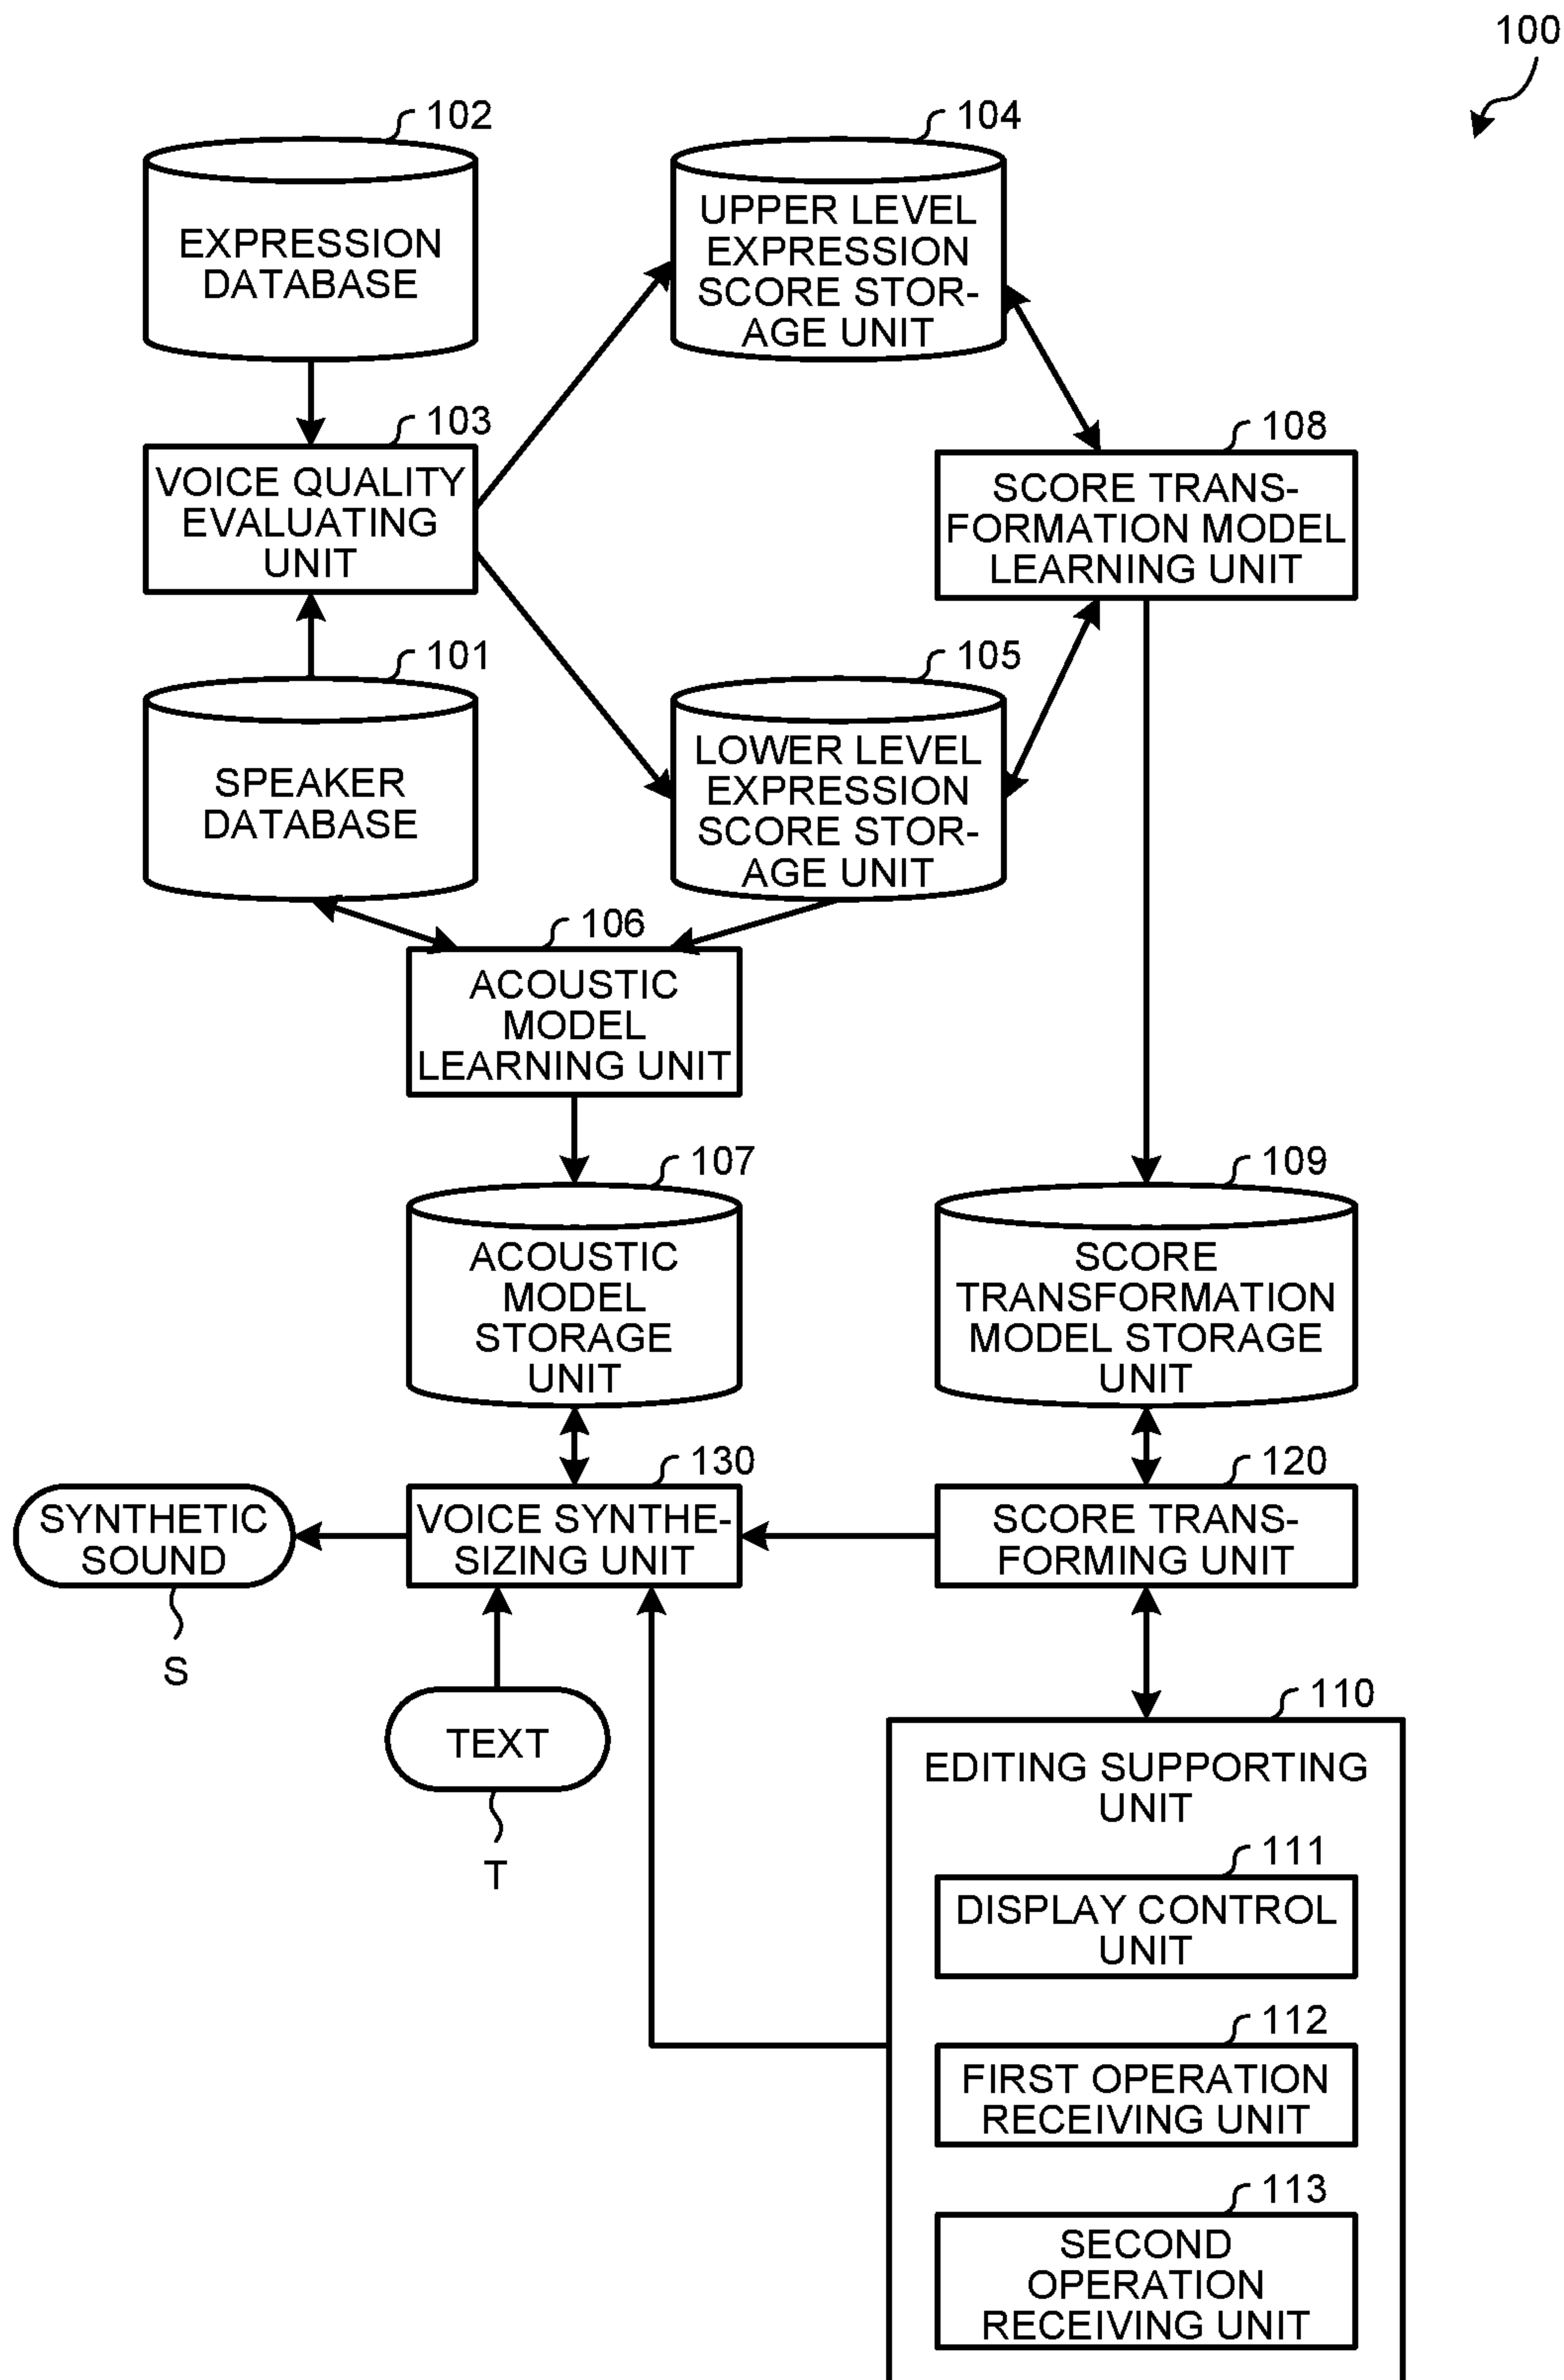 100
102
EXPRESSION
DATABASE
104
UPPER LEVEL
EXPRESSION
SCORE STOR-
AGE UNIT
103
VOICE QUALITY
EVALUATING
UNIT
108
SCORE TRANS-
FORMATION MODEL
LEARNING UNIT
101
SPEAKER
DATABASE
105
LOWER LEVEL
EXPRESSION
SCORE STOR-
AGE UNIT
106
ACOUSTIC
MODEL
LEARNING UNIT
107
ACOUSTIC
MODEL
STORAGE
UNIT
109
SCORE
TRANSFORMATION
MODEL STORAGE
UNIT
SYNTHETIC
SOUND
S
130
VOICE SYNTHE-
SIZING UNIT
120
SCORE TRANS-
FORMING UNIT
TEXT
T
110
EDITING SUPPORTING
UNIT
111
DISPLAY CONTROL
UNIT
112
FIRST OPERATION
RECEIVING UNIT
113
SECOND
OPERATION
RECEIVING UNIT